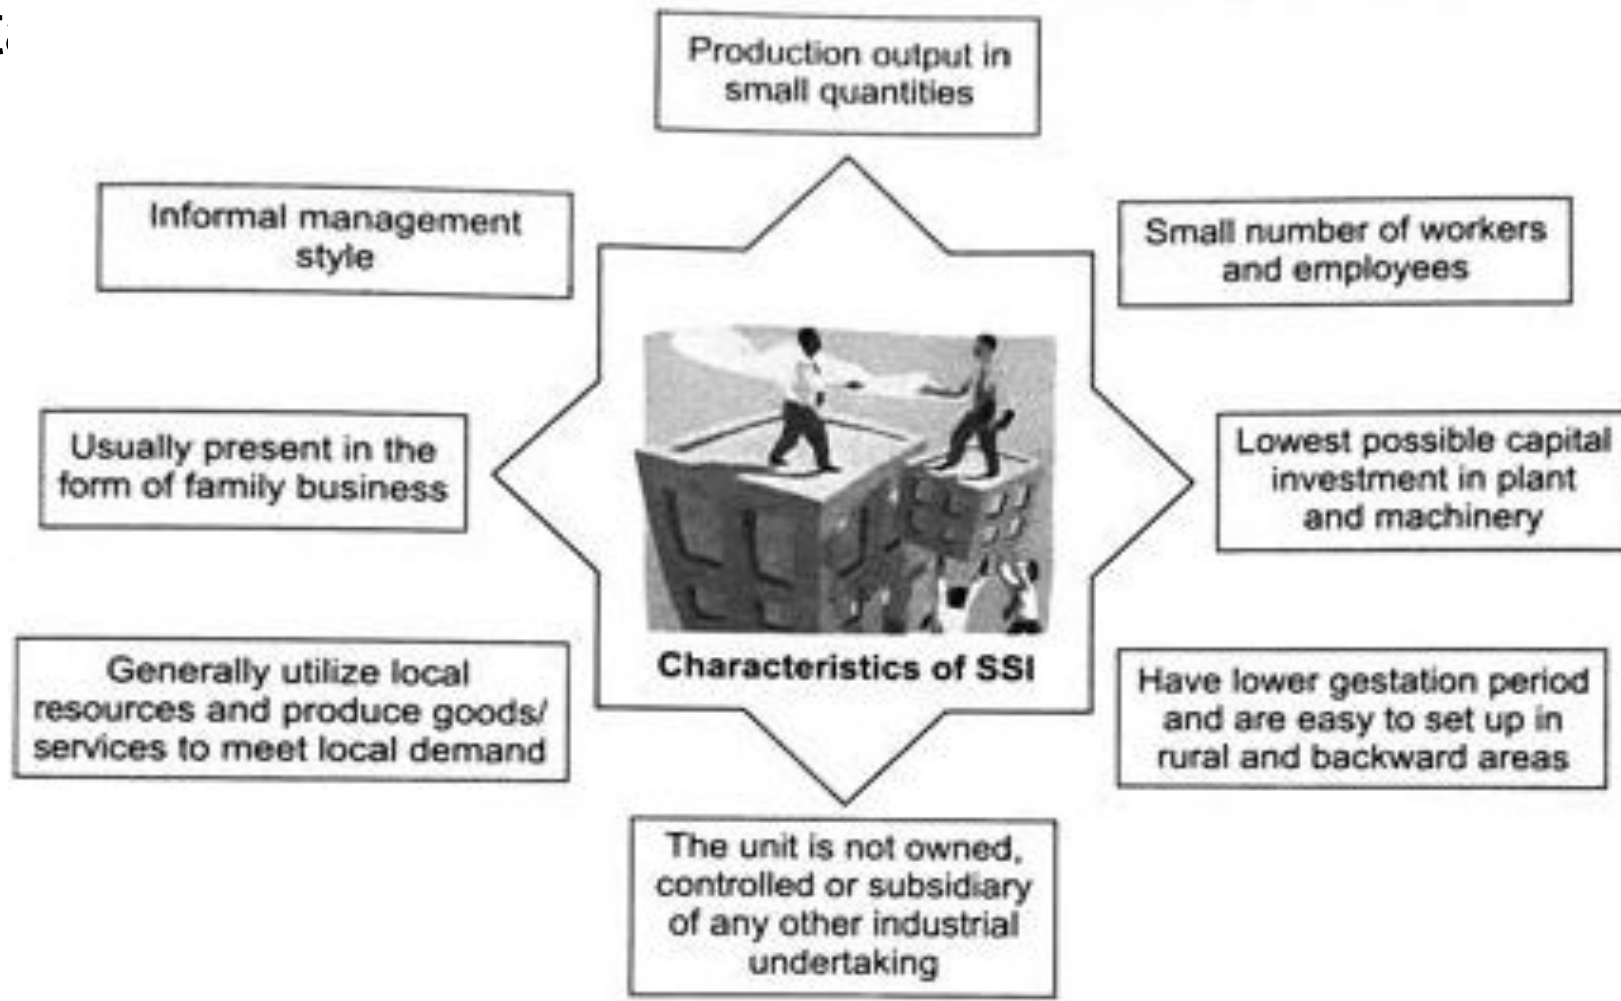 Production output in
small quantities
Informal management
style
Small number of workers
and employees
Usually present in the
form of family business
Lowest possible capital
investment in plant
and machinery
Characteristics of SSI
Generally utilize local
resources and produce goods/
services to meet local demand
Have lower gestation period
and are easy to set up in
rural and backward areas
The unit is not owned,
controlled or subsidiary
of any other industrial
undertaking